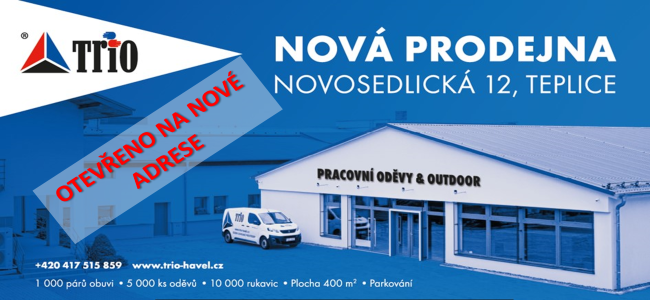 ®
TRIO
NOVÁ PRODEJNA
NOVOSEDLICKÁ 12, TEPLICE
OTEVŘENO NA NOVÉ
ADRESE
PRACOVNÍ ODĚVY & OUTDOOR
TRIO
+420 417 515 859 www.trio-havel.cz
1 000 párů obuvi • 5 000 ks oděvů • 10 000 rukavic • Plocha 400 m² • Parkování